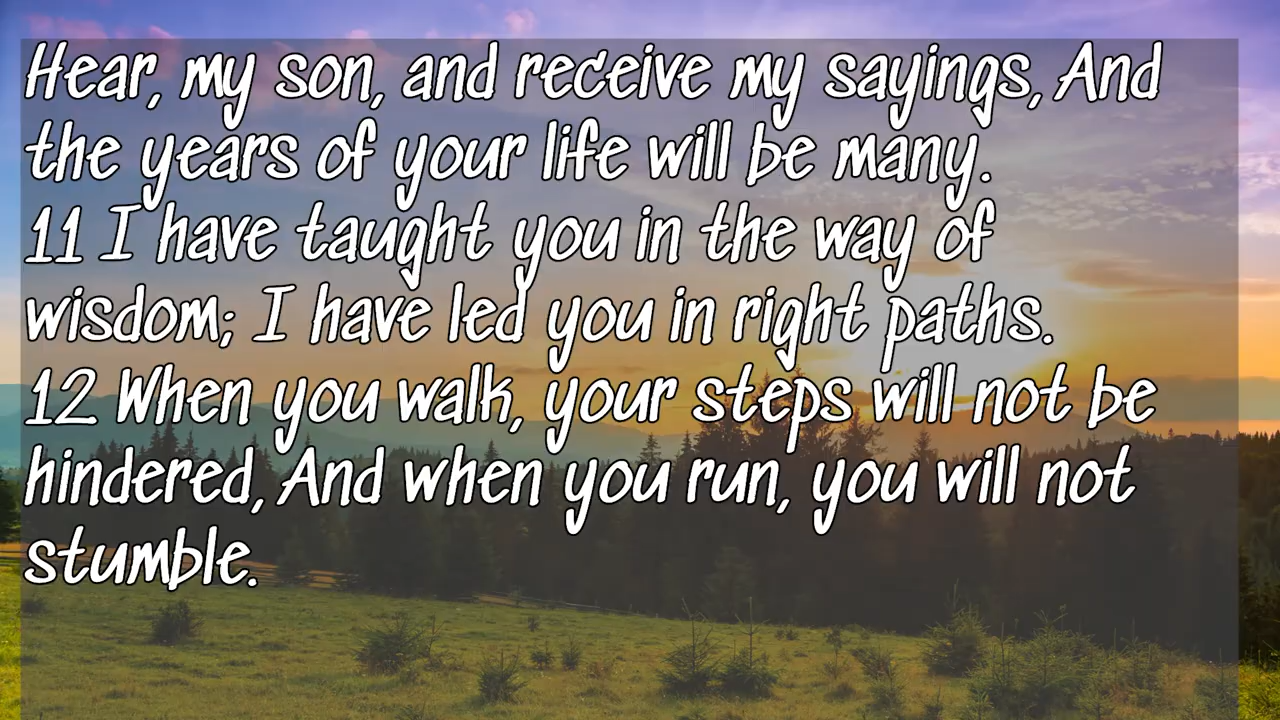 Hear, my son, and receive my sayings, And
the years of your life will be many.
11 I have taught you in the way of
wisdom; I have led you in right paths.
12 When you walk, your steps will not be
hindered, And when you run, you will not
stumble.